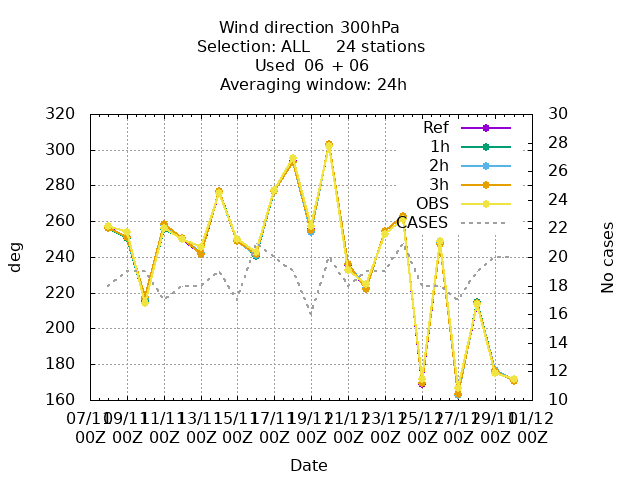 Wind direction 300hPa
Selection: ALL 24 stations
Used 06 + 06
Averaging window: 24h
deg
320
300
280
260
240
220
200
180
160
30
28
26
24
22
20
18
16
14
12
10
No cases
Ref
1h
2h
3h
OBS
CASES
07/11 09/11 11/11 13/11 15/11 17/11 19/11 21/11 23/11 25/11 27/11 29/11 01/12
00Z 00Z 00Z 00Z 00Z 00Z 00Z 00Z 00Z 00Z 00Z 00Z 00Z
Date